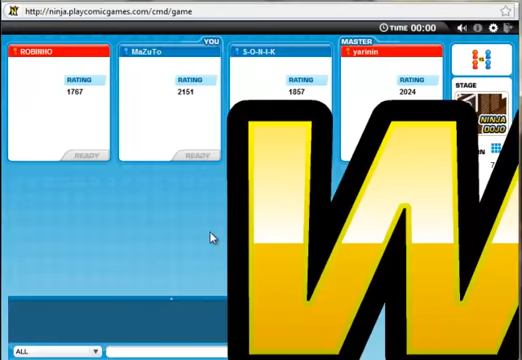 http://ninja.playcomicgames.com/cmd/game
TIME 00:00
YOU
MASTER
ROBINHO
MaZuTo
S-O-N-I-K
yarinin
RATING
RATING
RATING
RATING
1767
2151
1857
2024
STAGE
NINJA
DOJO
READY
READY
W
ALL